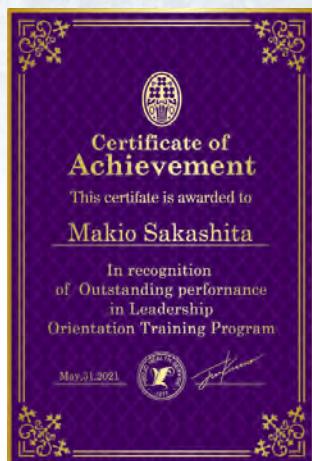 Certificate of
Achievement
This certifate is awarded to
Makio Sakashita
In recognition
of Outstanding perfornance
in Leadership
Orientation Training Program
May.31.2021